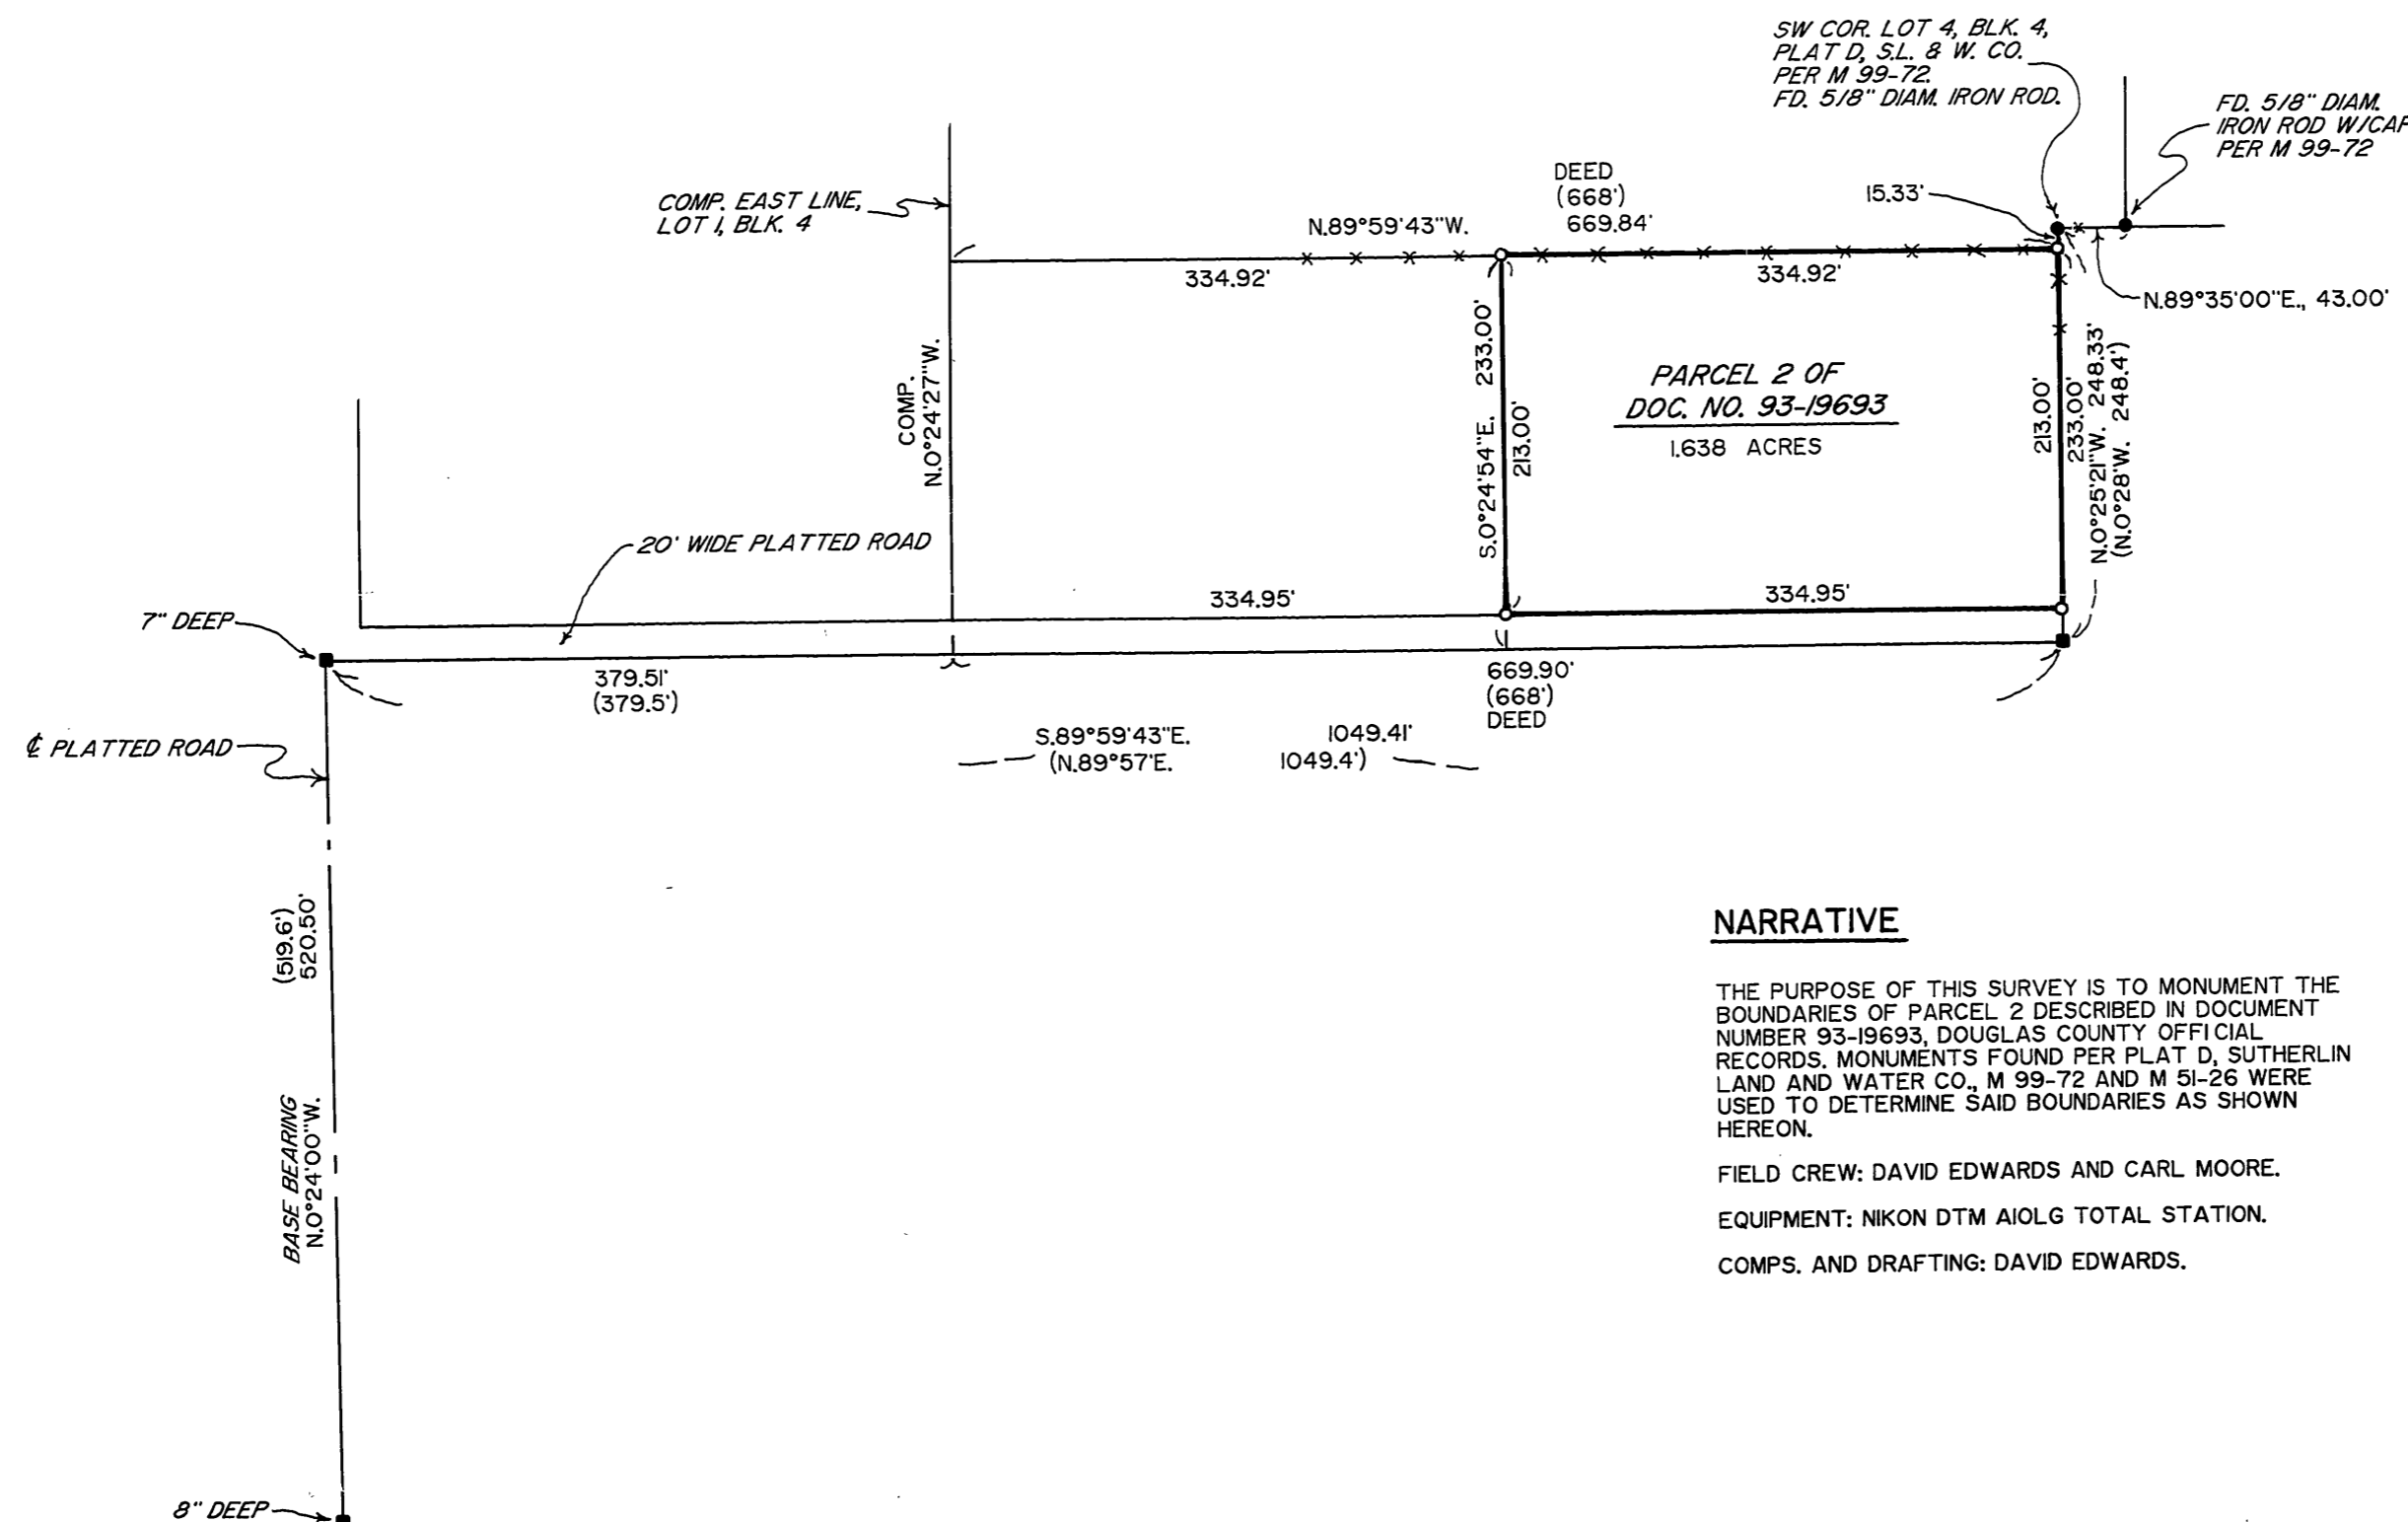 SW COR. LOT 4, BLK. 4,
PLAT D, S.L. & W. CO.
PER M 99-72.
FD. 5/8" DIAM. IRON ROD.
FD. 5/8" DIAM.
IRON ROD W/CAP
PER M 99-72
COMP. EAST LINE,
LOT 1, BLK. 4
DEED
(668')
669.84'
N.89°59'43"W.
15.33'
334.92'
334.92'
N.89°35'00"E., 43.00'
COMP.
N.0°24'27"W.
S.0°24'54"E. 233.00'
213.00'
PARCEL 2 OF
DOC. NO. 93-19693
1.638 ACRES
213.00'
233.00'
N.0°25'21"W. 248.33'
(N.0°28'W. 248.4')
20' WIDE PLATTED ROAD
334.95'
334.95'
7" DEEP
379.51'
(379.5')
669.90'
(668')
DEED
S.89°59'43"E. 1049.41'
(N.89°57'E. 1049.4')
℄ PLATTED ROAD
(519.6')
520.50'
BASE BEARING
N.0°24'00"W.
8" DEEP
NARRATIVE
THE PURPOSE OF THIS SURVEY IS TO MONUMENT THE
BOUNDARIES OF PARCEL 2 DESCRIBED IN DOCUMENT
NUMBER 93-19693, DOUGLAS COUNTY OFFICIAL
RECORDS. MONUMENTS FOUND PER PLAT D, SUTHERLIN
LAND AND WATER CO., M 99-72 AND M 51-26 WERE
USED TO DETERMINE SAID BOUNDARIES AS SHOWN
HEREON.
FIELD CREW: DAVID EDWARDS AND CARL MOORE.
EQUIPMENT: NIKON DTM A10LG TOTAL STATION.
COMPS. AND DRAFTING: DAVID EDWARDS.